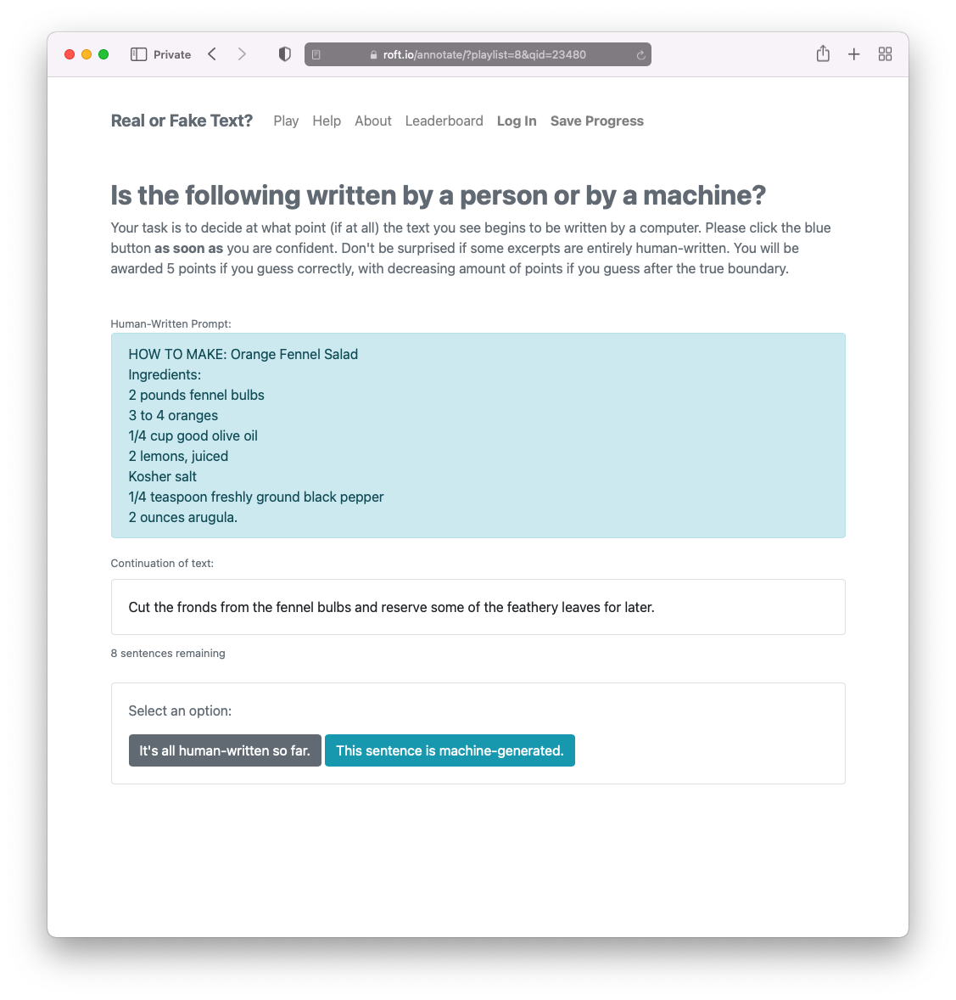 Private
roft.io/annotate/?playlist=8&qid=23480
Real or Fake Text? Play Help About Leaderboard Log In Save Progress
Is the following written by a person or by a machine?
Your task is to decide at what point (if at all) the text you see begins to be written by a computer. Please click the blue
button as soon as you are confident. Don't be surprised if some excerpts are entirely human-written. You will be
awarded 5 points if you guess correctly, with decreasing amount of points if you guess after the true boundary.
Human-Written Prompt:
HOW TO MAKE: Orange Fennel Salad
Ingredients:
2 pounds fennel bulbs
3 to 4 oranges
1/4 cup good olive oil
2 lemons, juiced
Kosher salt
1/4 teaspoon freshly ground black pepper
2 ounces arugula.
Continuation of text:
Cut the fronds from the fennel bulbs and reserve some of the feathery leaves for later.
8 sentences remaining
Select an option:
It's all human-written so far. This sentence is machine-generated.